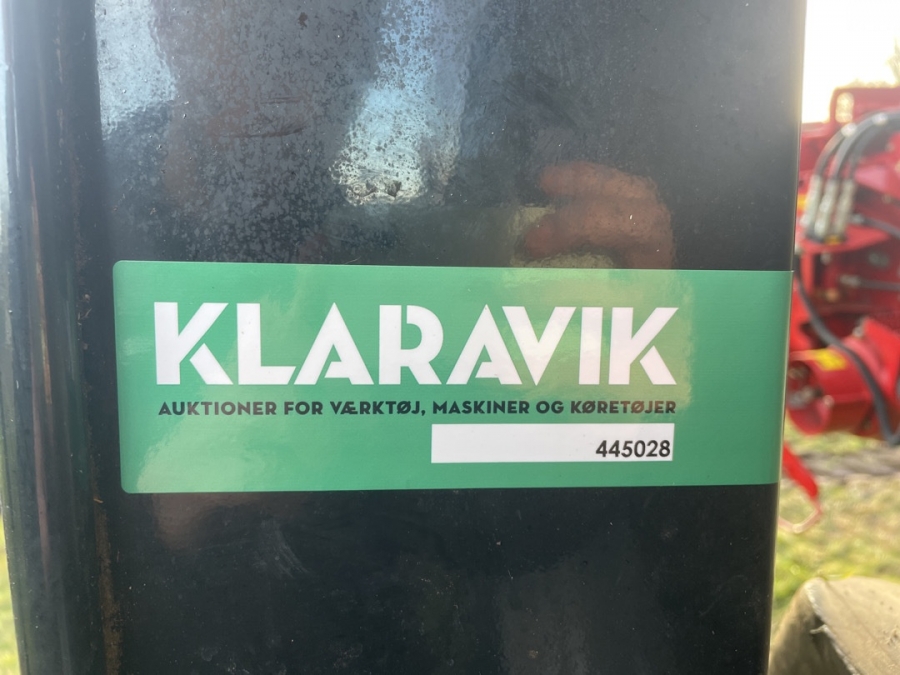 KLARAVIK
AUKTIONER FOR VÆRKTØJ, MASKINER OG KØRETØJER
445028